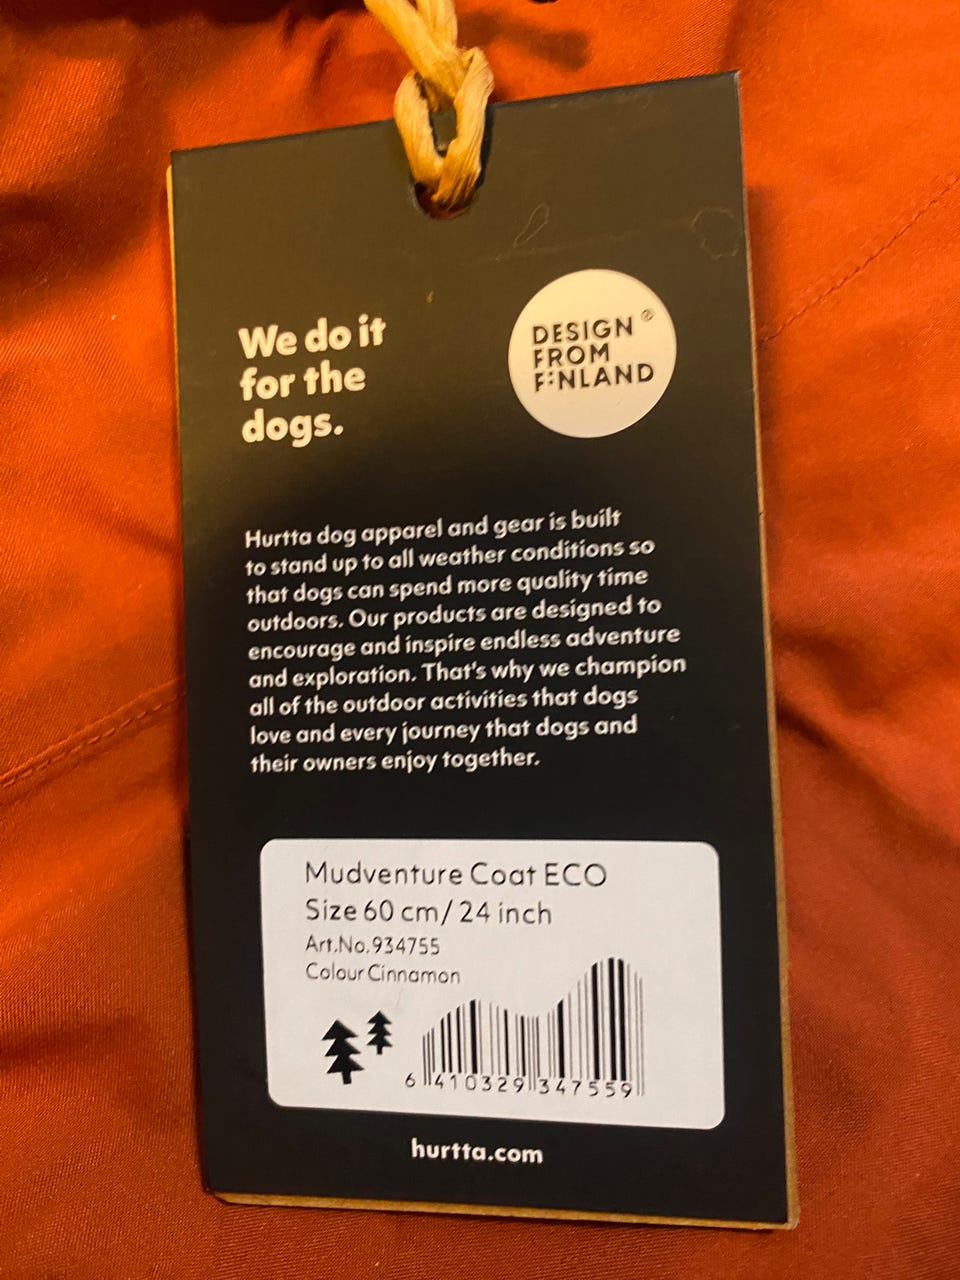 We do it
for the
dogs.
DESIGN ®
FROM
FINLAND
Hurtta dog apparel and gear is built
to stand up to all weather conditions so
that dogs can spend more quality time
outdoors. Our products are designed to
encourage and inspire endless adventure
and exploration. That's why we champion
all of the outdoor activities that dogs
love and every journey that dogs and
their owners enjoy together.
Mudventure Coat ECO
Size 60 cm/ 24 inch
Art.No.934755
Colour Cinnamon
6 410329 347559
hurtta.com